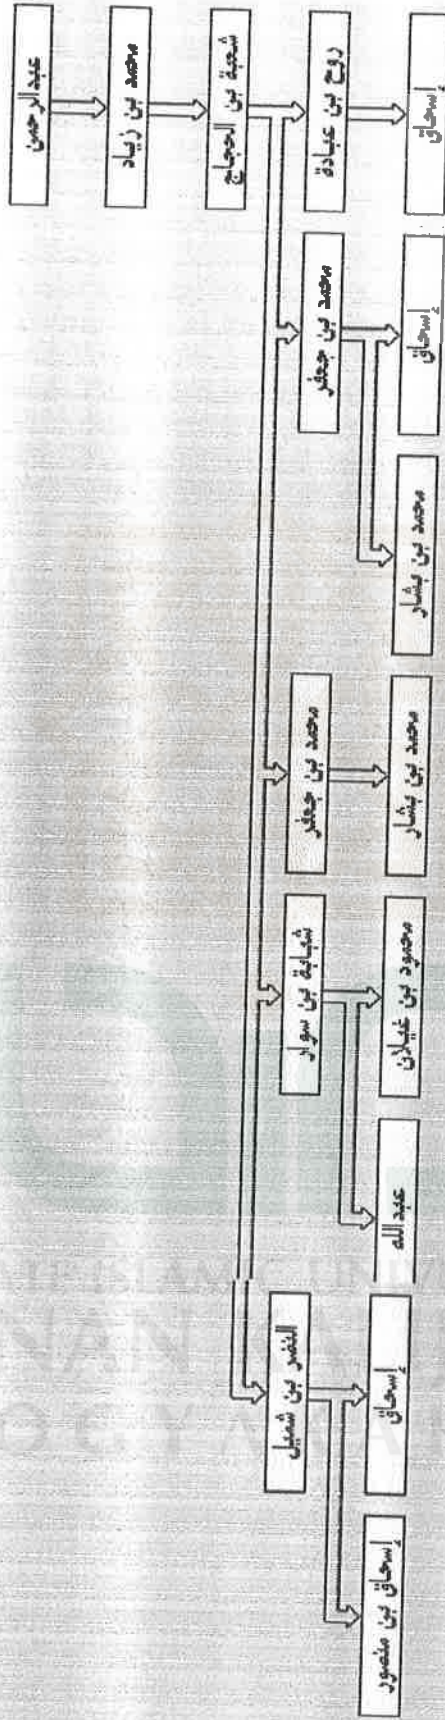 عبدالرحمن
محمد بن زياد
شعبة بن الحجاج
روح بن عبادة
محمد بن جعفر
محمد بن جعفر
شبابة بن سوار
النضر بن شميل
إسحاق
إسحاق
محمد بن بشار
محمد بن بشار
محمود بن غيلان
عبد الله
إسحاق
إسحاق بن منصور